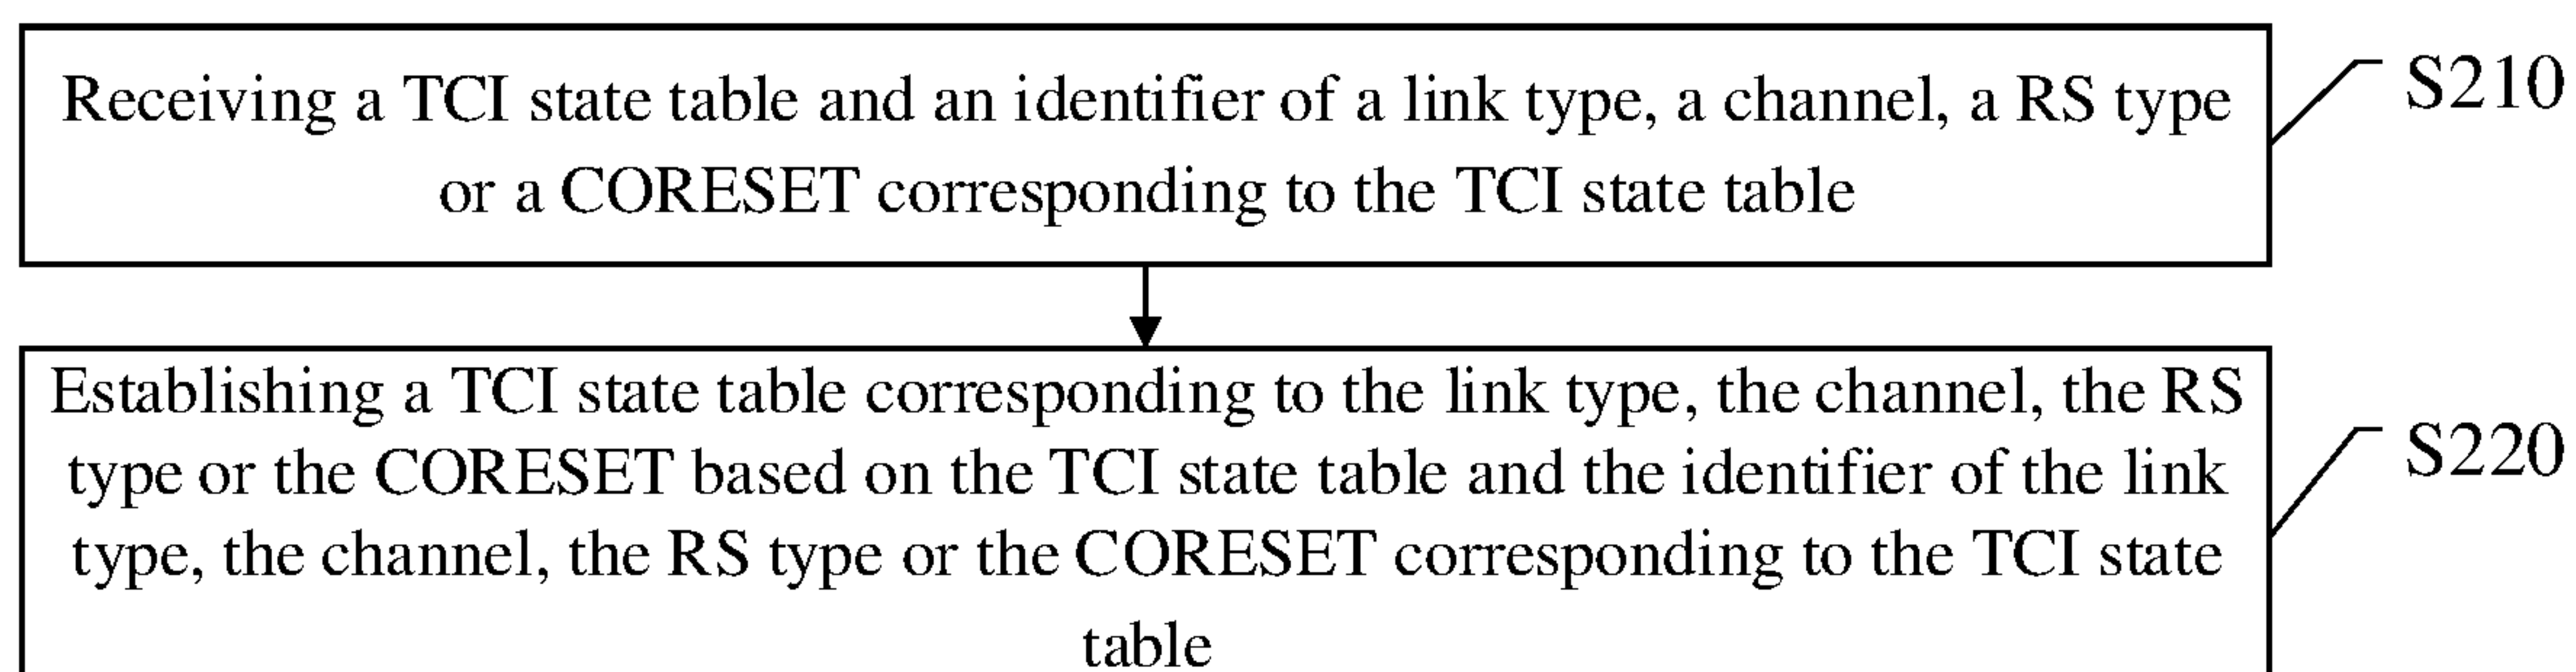 Receiving a TCI state table and an identifier of a link type, a channel, a RS type
or a CORESET corresponding to the TCI state table
S210
Establishing a TCI state table corresponding to the link type, the channel, the RS
type or the CORESET based on the TCI state table and the identifier of the link
type, the channel, the RS type or the CORESET corresponding to the TCI state
table
S220